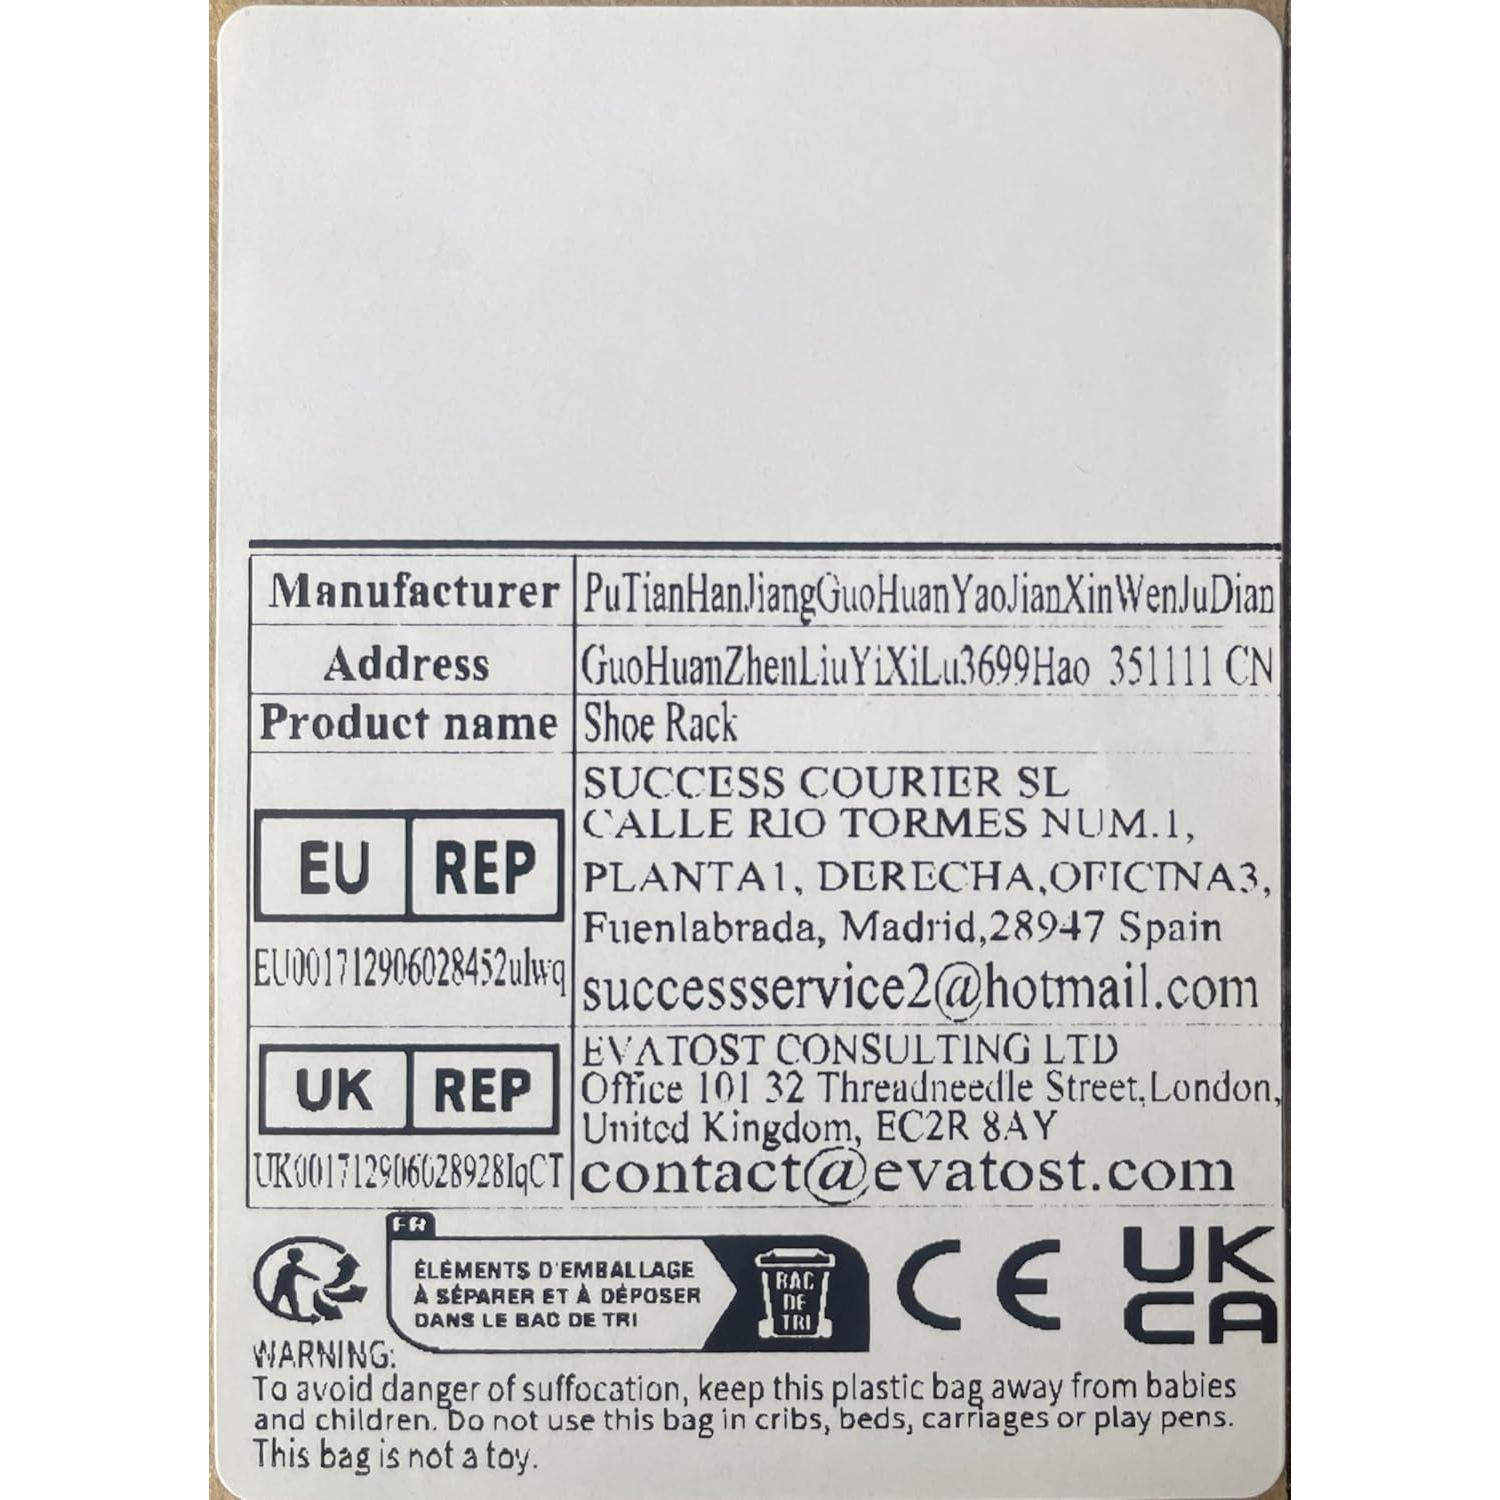 Manufacturer PuTianHanJiangGuoHuanYaoJianXinWenJuDian
Address GuoHuanZhenLiuYiXiLu3699Hao 351111 CN
Product name Shoe Rack
EU REP
EU001712906028452ulwq
SUCCESS COURIER SL
CALLE RIO TORMES NUM.1,
PLANTA1, DERECHA,OFICINA3,
Fuenlabrada, Madrid,28947 Spain
successservice2@hotmail.com
UK REP
UK001712906028928IqCT
EVATOST CONSULTING LTD
Office 101 32 Threadneedle Street,London,
United Kingdom, EC2R 8AY
contact@evatost.com
FR
ÉLÉMENTS D'EMBALLAGE
À SÉPARER ET À DÉPOSER
DANS LE BAC DE TRI
BAC
DE
TRI
CE
UK
CA
WARNING:
To avoid danger of suffocation, keep this plastic bag away from babies
and children. Do not use this bag in cribs, beds, carriages or play pens.
This bag is not a toy.